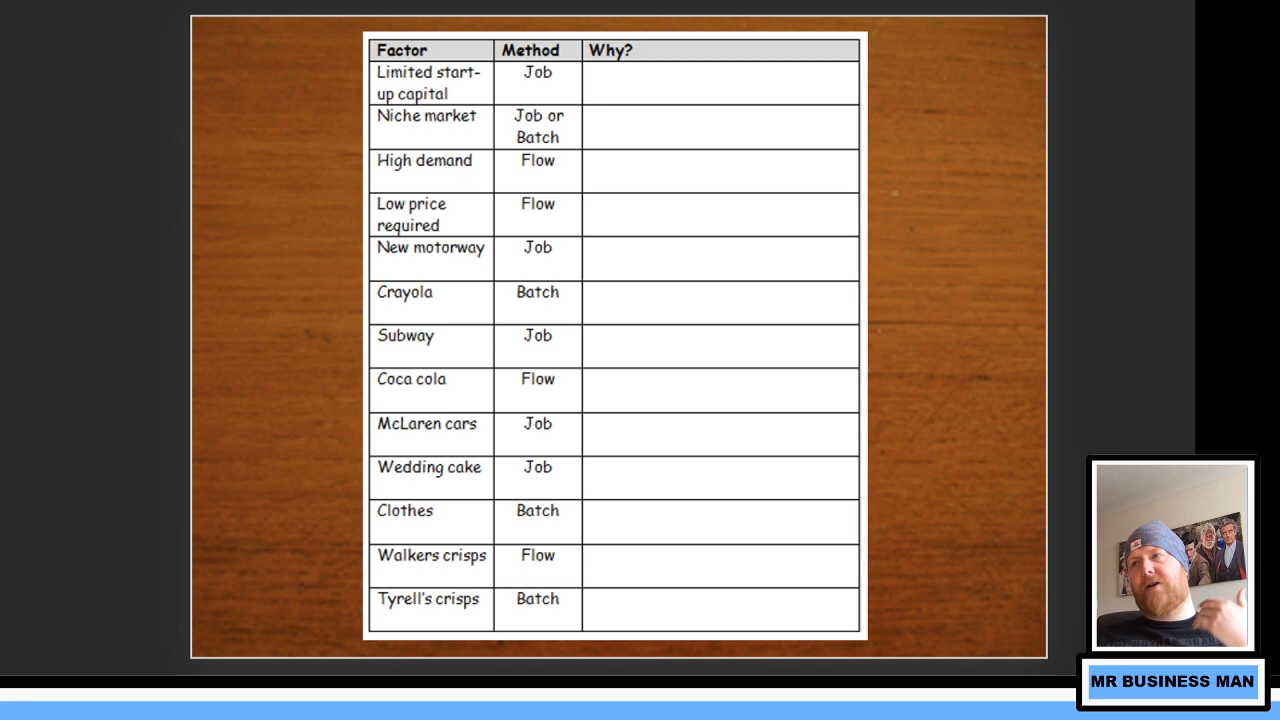 Factor Method Why?
Limited start- Job
up capital
Niche market Job or
Batch
High demand Flow
Low price Flow
required
New motorway Job
Crayola Batch
Subway Job
Coca cola Flow
McLaren cars Job
Wedding cake Job
Clothes Batch
Walkers crisps Flow
Tyrell's crisps Batch
MR BUSINESS MAN